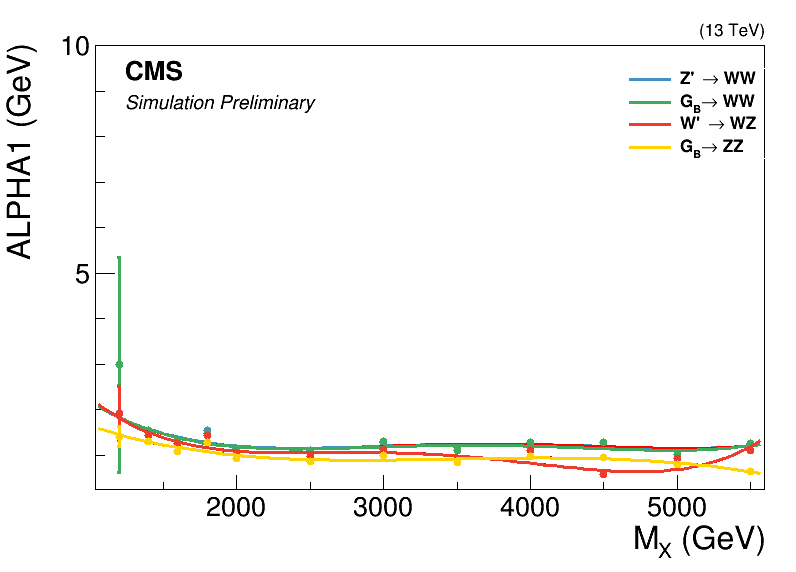 (13 TeV)
10
CMS
Simulation Preliminary
Z' → WW
G_B → WW
W' → WZ
G_B → ZZ
ALPHA1 (GeV)
5
2000 3000 4000 5000
M_X (GeV)